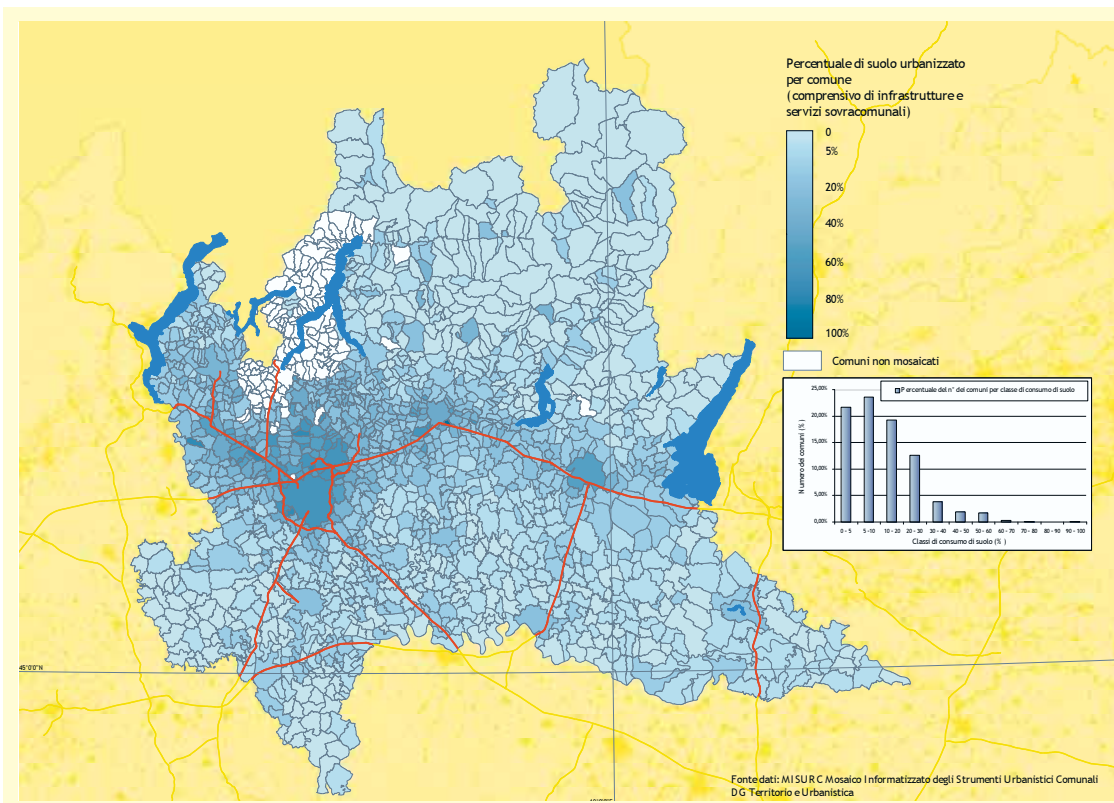 Percentuale di suolo urbanizzato
per comune
(comprensivo di infrastrutture e
servizi sovracomunali)
0
5%
20%
40%
60%
80%
100%
Comuni non mosaicati
Percentuale del n° dei comuni per classe di consumo di suolo
25,00%
20,00%
15,00%
10,00%
5,00%
0,00%
Numero dei comuni (%)
0 - 5
5 - 10
10 - 20
20 - 30
30 - 40
40 - 50
50 - 60
60 - 70
70 - 80
80 - 90
90 - 100
Classi di consumo di suolo (%)
45°0'0"N
Fonte dati: MISURC Mosaico Informatizzato degli Strumenti Urbanistici Comunali
DG Territorio e Urbanistica